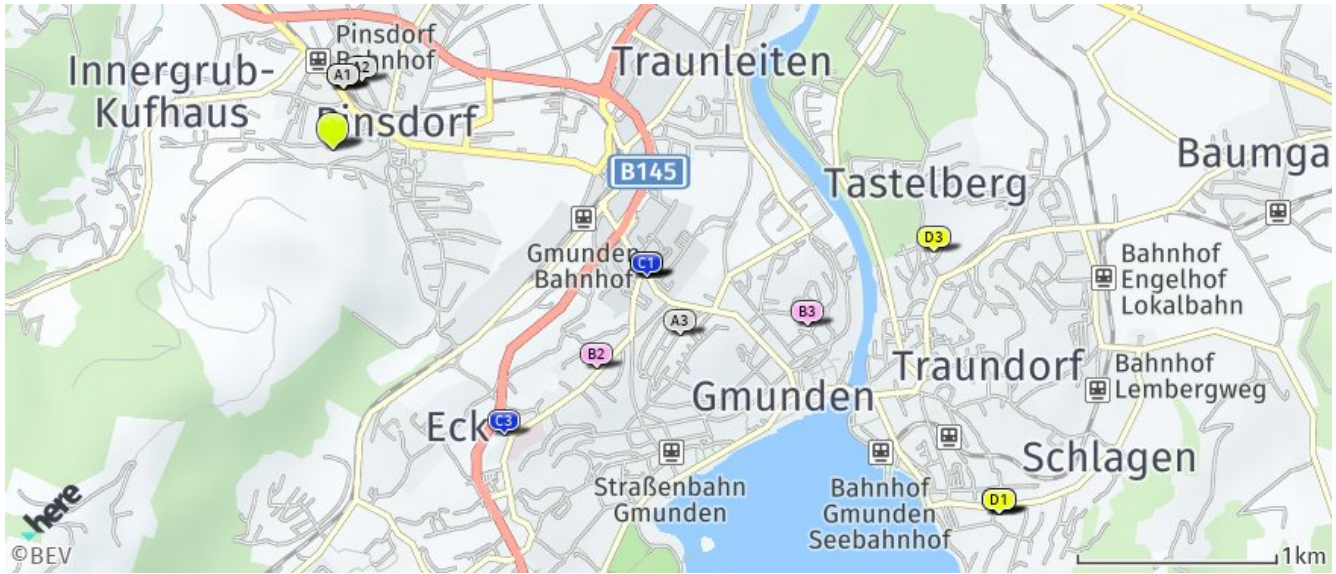 Pinsdorf
Bahnhof
A1
2
Innergrub-
Kufhaus
Pinsdorf
Traunleiten
B145
Tastelberg
Baumga
D3
Gmunden
Bahnhof
C1
Bahnhof
Engelhof
Lokalbahn
A3
B3
B2
Traundorf
Bahnhof
Lembergweg
Gmunden
Eck
C3
Schlagen
Straßenbahn
Gmunden
Bahnhof
Gmunden
Seebahnhof
D1
here
©BEV
1km